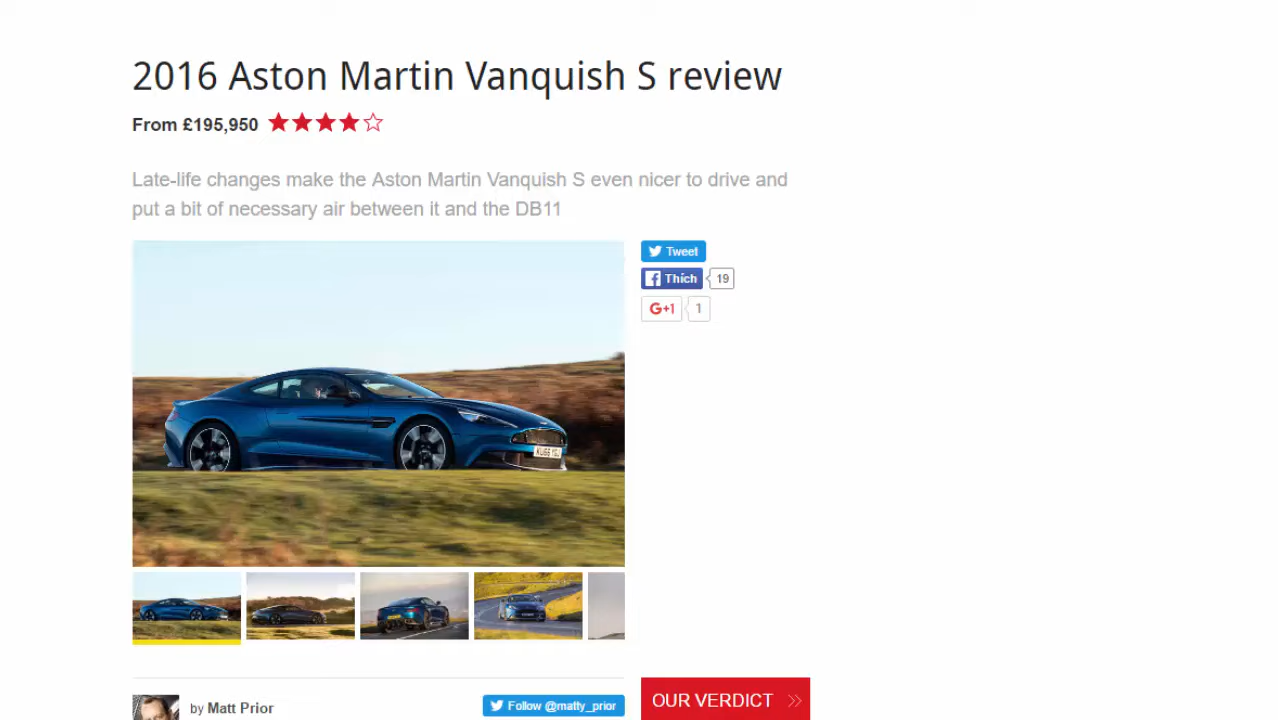 2016 Aston Martin Vanquish S review
From £195,950
Late-life changes make the Aston Martin Vanquish S even nicer to drive and
put a bit of necessary air between it and the DB11
Tweet
Thích 19
G+1 1
by Matt Prior
Follow @matty_prior
OUR VERDICT